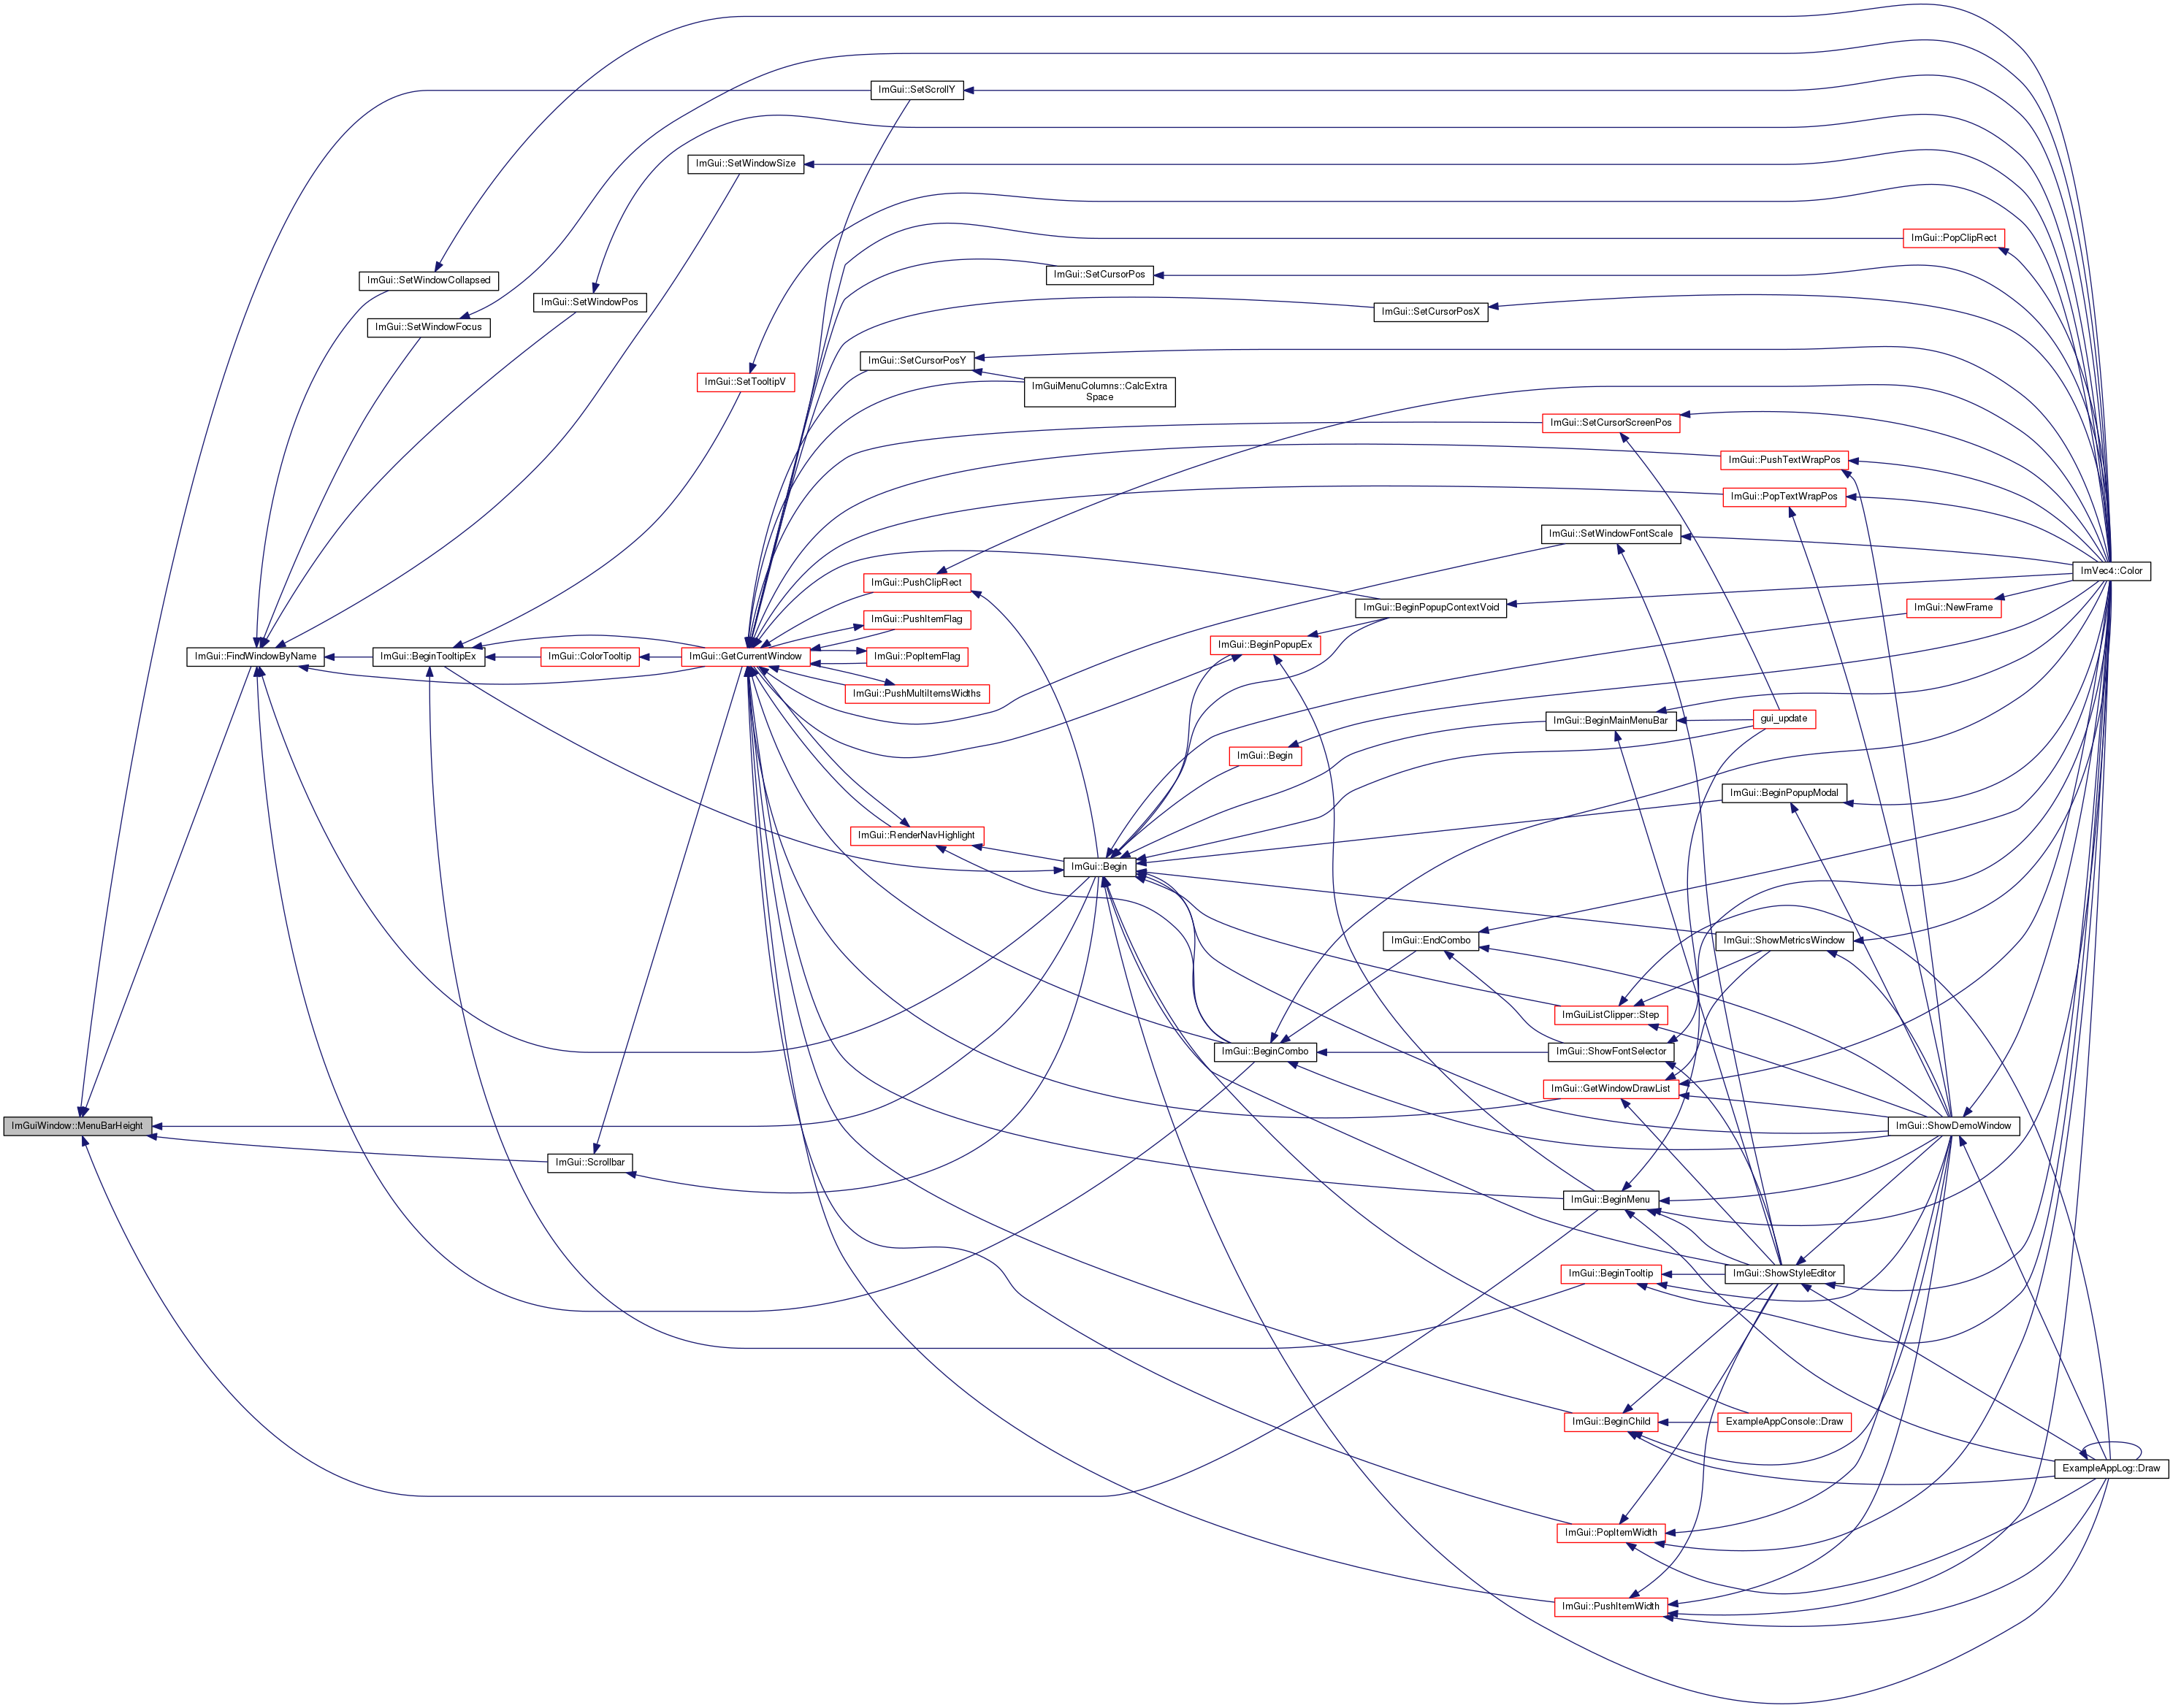 ImGui::SetScrollY
ImGui::SetWindowSize
ImGui::PopClipRect
ImGui::SetCursorPos
ImGui::SetWindowCollapsed
ImGui::SetWindowPos
ImGui::SetCursorPosX
ImGui::SetWindowFocus
ImGui::SetCursorPosY
ImGui::SetTooltipV
ImGuiMenuColumns::CalcExtra
Space
ImGui::SetCursorScreenPos
ImGui::PushTextWrapPos
ImGui::PopTextWrapPos
ImGui::SetWindowFontScale
ImVec4::Color
ImGui::PushClipRect
ImGui::BeginPopupContextVoid
ImGui::NewFrame
ImGui::PushItemFlag
ImGui::BeginPopupEx
ImGui::FindWindowByName
ImGui::BeginTooltipEx
ImGui::ColorTooltip
ImGui::GetCurrentWindow
ImGui::PopItemFlag
ImGui::PushMultiItemsWidths
ImGui::BeginMainMenuBar
gui_update
ImGui::Begin
ImGui::BeginPopupModal
ImGui::RenderNavHighlight
ImGui::Begin
ImGui::EndCombo
ImGui::ShowMetricsWindow
ImGuiListClipper::Step
ImGui::BeginCombo
ImGui::ShowFontSelector
ImGui::GetWindowDrawList
ImGuiWindow::MenuBarHeight
ImGui::ShowDemoWindow
ImGui::Scrollbar
ImGui::BeginMenu
ImGui::BeginTooltip
ImGui::ShowStyleEditor
ImGui::BeginChild
ExampleAppConsole::Draw
ExampleAppLog::Draw
ImGui::PopItemWidth
ImGui::PushItemWidth